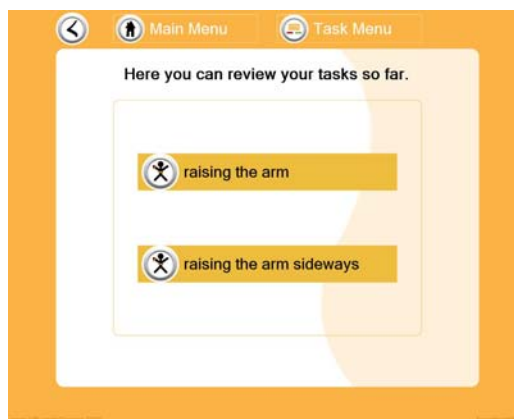 Main Menu
Task Menu
Here you can review your tasks so far.
raising the arm
raising the arm sideways